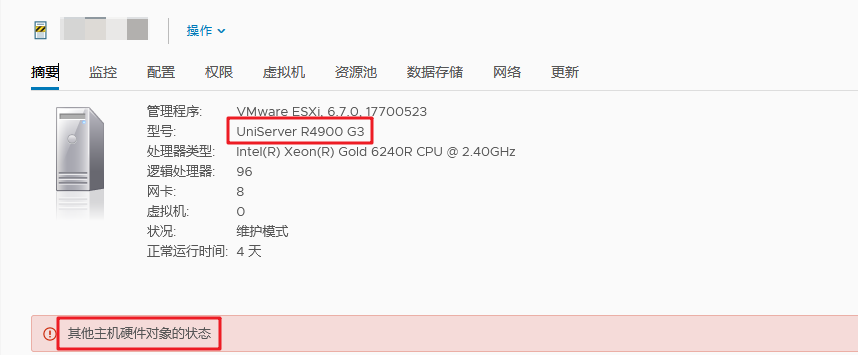 操作
摘要 监控 配置 权限 虚拟机 资源池 数据存储 网络 更新
管理程序: VMware ESXi, 6.7.0, 17700523
型号: UniServer R4900 G3
处理器类型: Intel(R) Xeon(R) Gold 6240R CPU @ 2.40GHz
逻辑处理器: 96
网卡: 8
虚拟机: 0
状况: 维护模式
正常运行时间: 4 天
其他主机硬件对象的状态